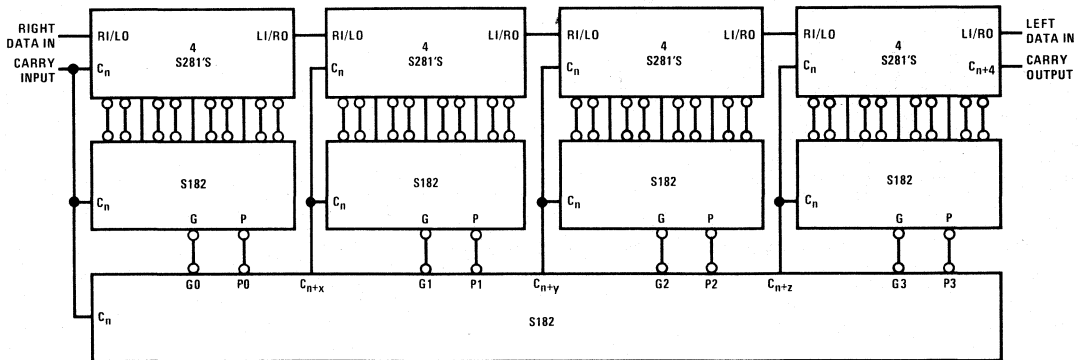 RIGHT
DATA IN
CARRY
INPUT
RI/LO
4
S281'S
LI/RO
Cn
RI/LO
4
S281'S
LI/RO
Cn
RI/LO
4
S281'S
LI/RO
Cn
RI/LO
4
S281'S
LI/RO
Cn
Cn+4
LEFT
DATA IN
CARRY
OUTPUT
S182
Cn
G P
S182
Cn
G P
S182
Cn
G P
S182
Cn
G P
G0 P0 Cn+x G1 P1 Cn+y G2 P2 Cn+z G3 P3
Cn
S182